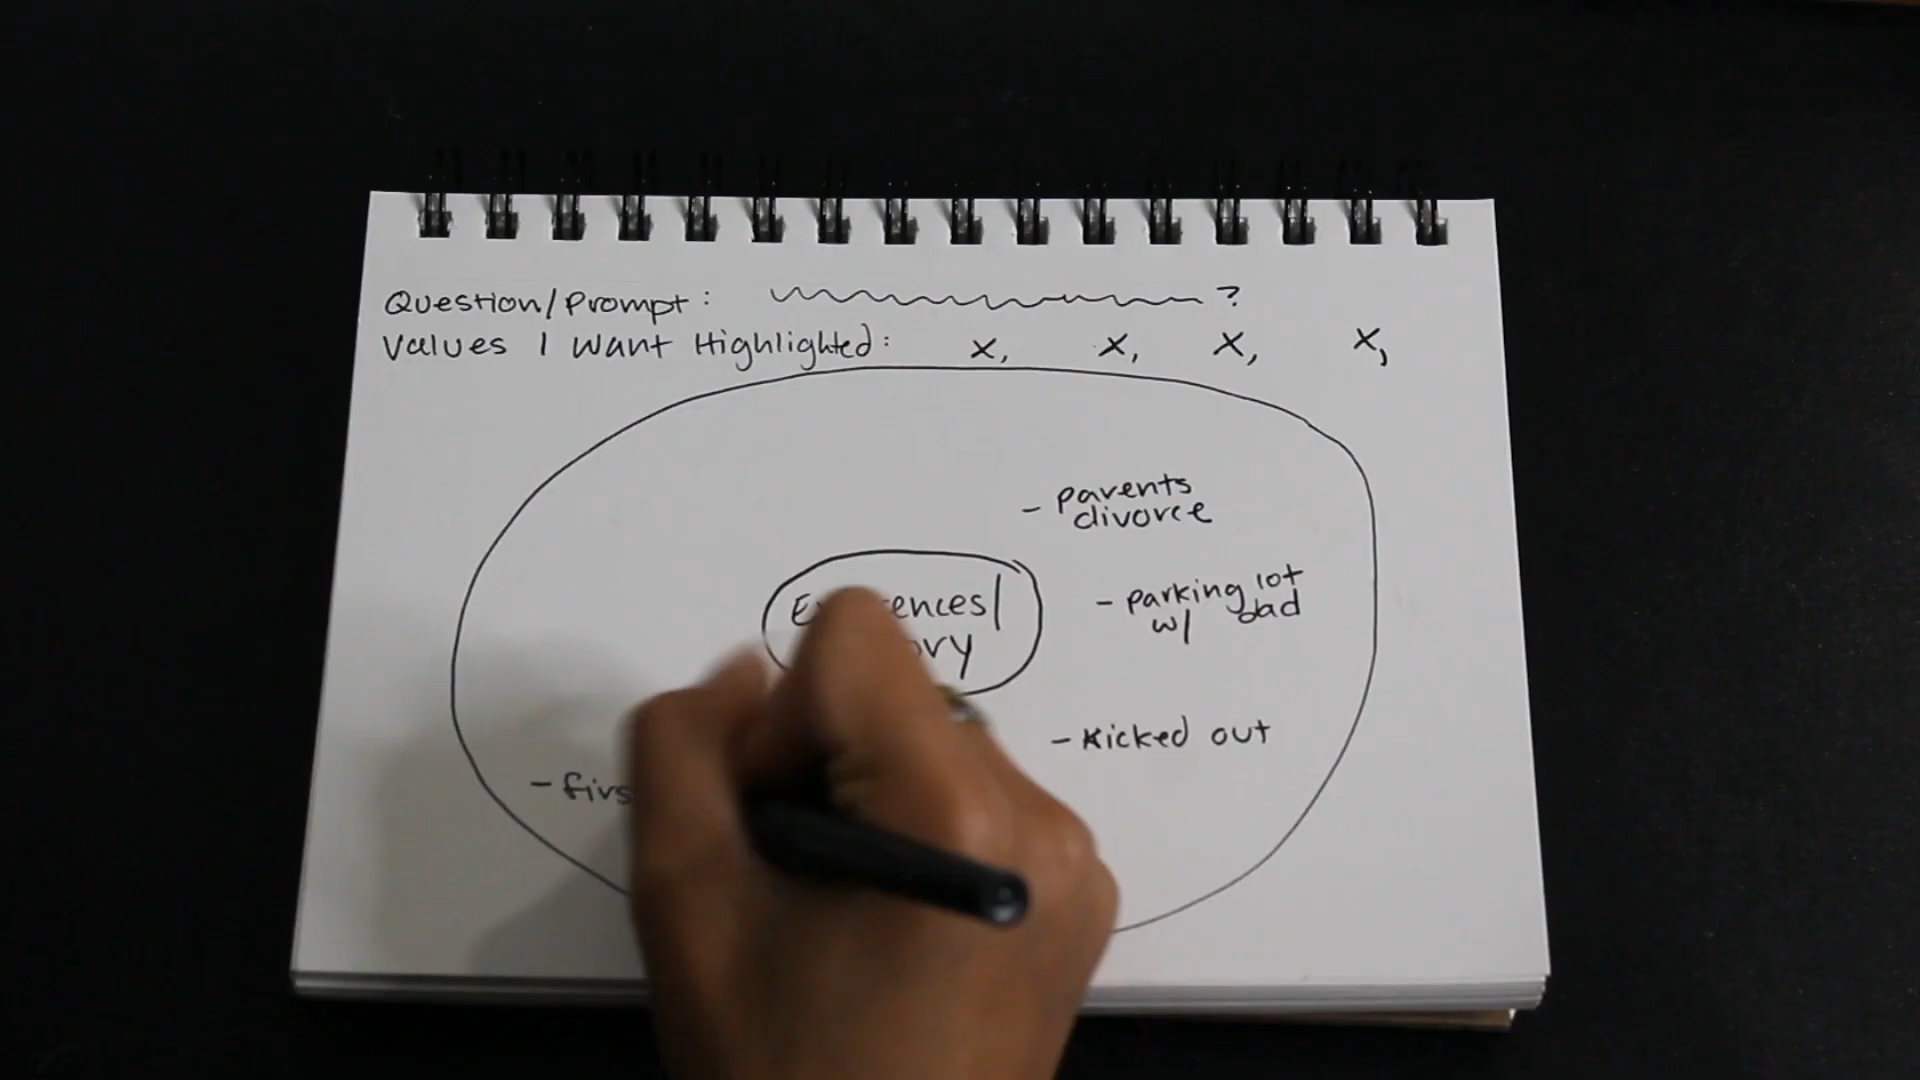 Question/Prompt: ?
Values I Want Highlighted: x, x, x, x,
- parents
divorce
- parking lot
w/ dad
- Kicked out